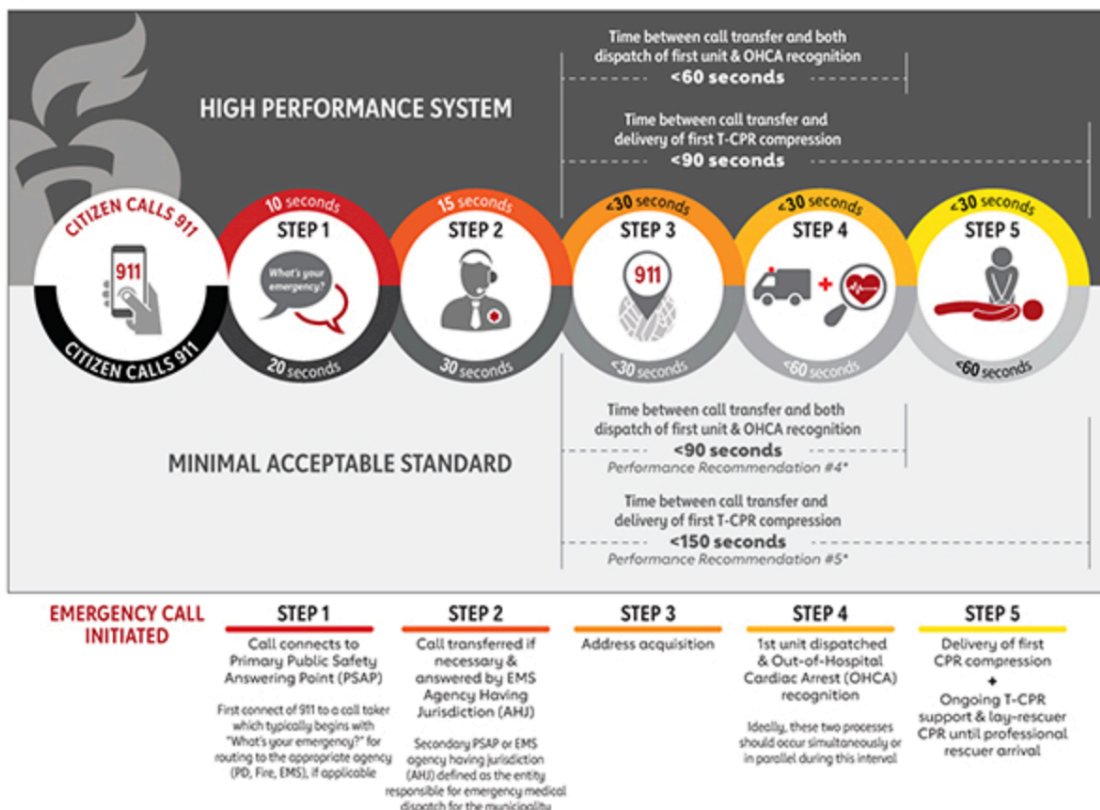 Time between call transfer and both
dispatch of first unit & OHCA recognition
<60 seconds
HIGH PERFORMANCE SYSTEM
Time between call transfer and
delivery of first T-CPR compression
<90 seconds
CITIZEN CALLS 911
10 seconds
15 seconds
<30 seconds
<30 seconds
<30 seconds
STEP 1
STEP 2
STEP 3
STEP 4
STEP 5
911
What's your
emergency?
911
CITIZEN CALLS 911
20 seconds
30 seconds
<30 seconds
<60 seconds
<60 seconds
Time between call transfer and both
dispatch of first unit & OHCA recognition
<90 seconds
Performance Recommendation #4*
MINIMAL ACCEPTABLE STANDARD
Time between call transfer and
delivery of first T-CPR compression
<150 seconds
Performance Recommendation #5*
EMERGENCY CALL
INITIATED
STEP 1
Call connects to
Primary Public Safety
Answering Point (PSAP)
First connect of 911 to a call taker
which typically begins with
"What's your emergency?" for
routing to the appropriate agency
(PD, Fire, EMS), if applicable
STEP 2
Call transferred if
necessary &
answered by EMS
Agency Having
Jurisdiction (AHJ)
Secondary PSAP or EMS
agency having jurisdiction
(AHJ) defined as the entity
responsible for emergency medical
dispatch for the municipality
STEP 3
Address acquisition
STEP 4
1st unit dispatched
& Out-of-Hospital
Cardiac Arrest (OHCA)
recognition
Ideally, these two processes
should occur simultaneously or
in parallel during this interval
STEP 5
Delivery of first
CPR compression
+
Ongoing T-CPR
support & lay-rescuer
CPR until professional
rescuer arrival